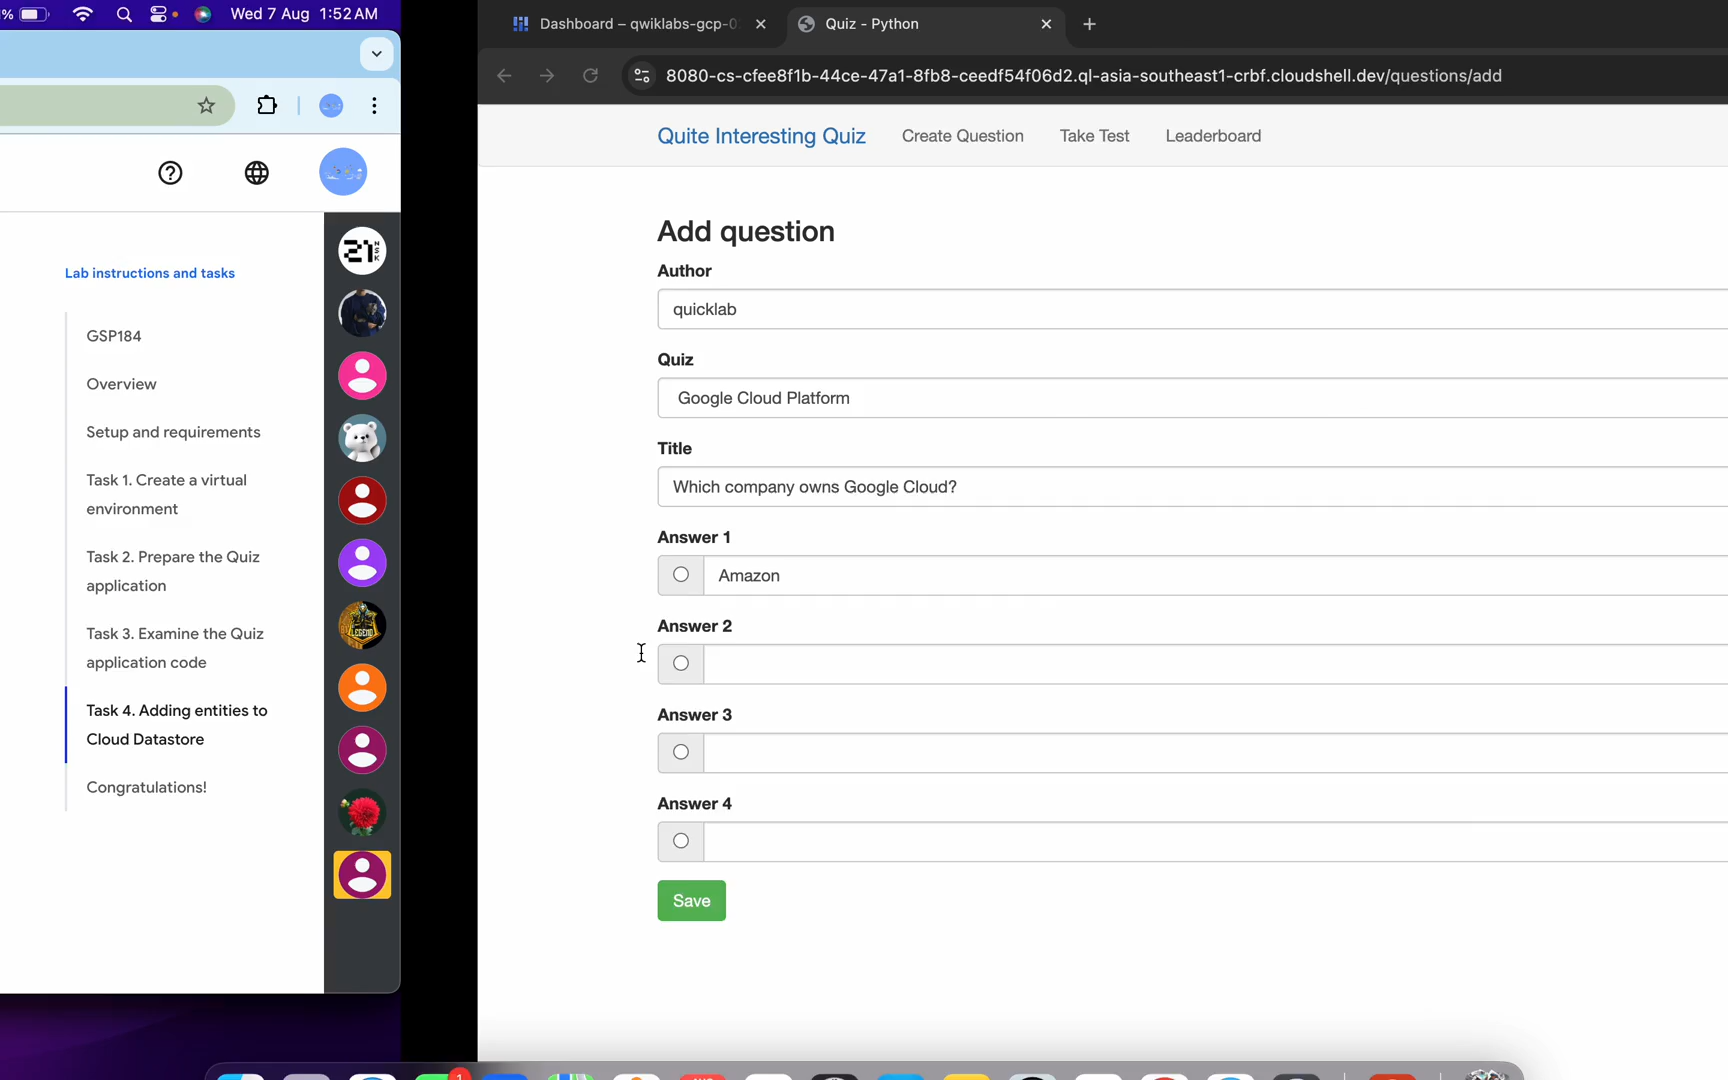 %
Wed 7 Aug 1:52 AM
Lab instructions and tasks
GSP184
Overview
Setup and requirements
Task 1. Create a virtual
environment
Task 2. Prepare the Quiz
application
Task 3. Examine the Quiz
application code
Task 4. Adding entities to
Cloud Datastore
Congratulations!
21
NSK
LEGEND
Dashboard – qwiklabs-gcp-0
Quiz - Python
8080-cs-cfee8f1b-44ce-47a1-8fb8-ceedf54f06d2.ql-asia-southeast1-crbf.cloudshell.dev/questions/add
Quite Interesting Quiz
Create Question
Take Test
Leaderboard
Add question
Author
quicklab
Quiz
Google Cloud Platform
Title
Which company owns Google Cloud?
Answer 1
Amazon
Answer 2
Answer 3
Answer 4
Save
1